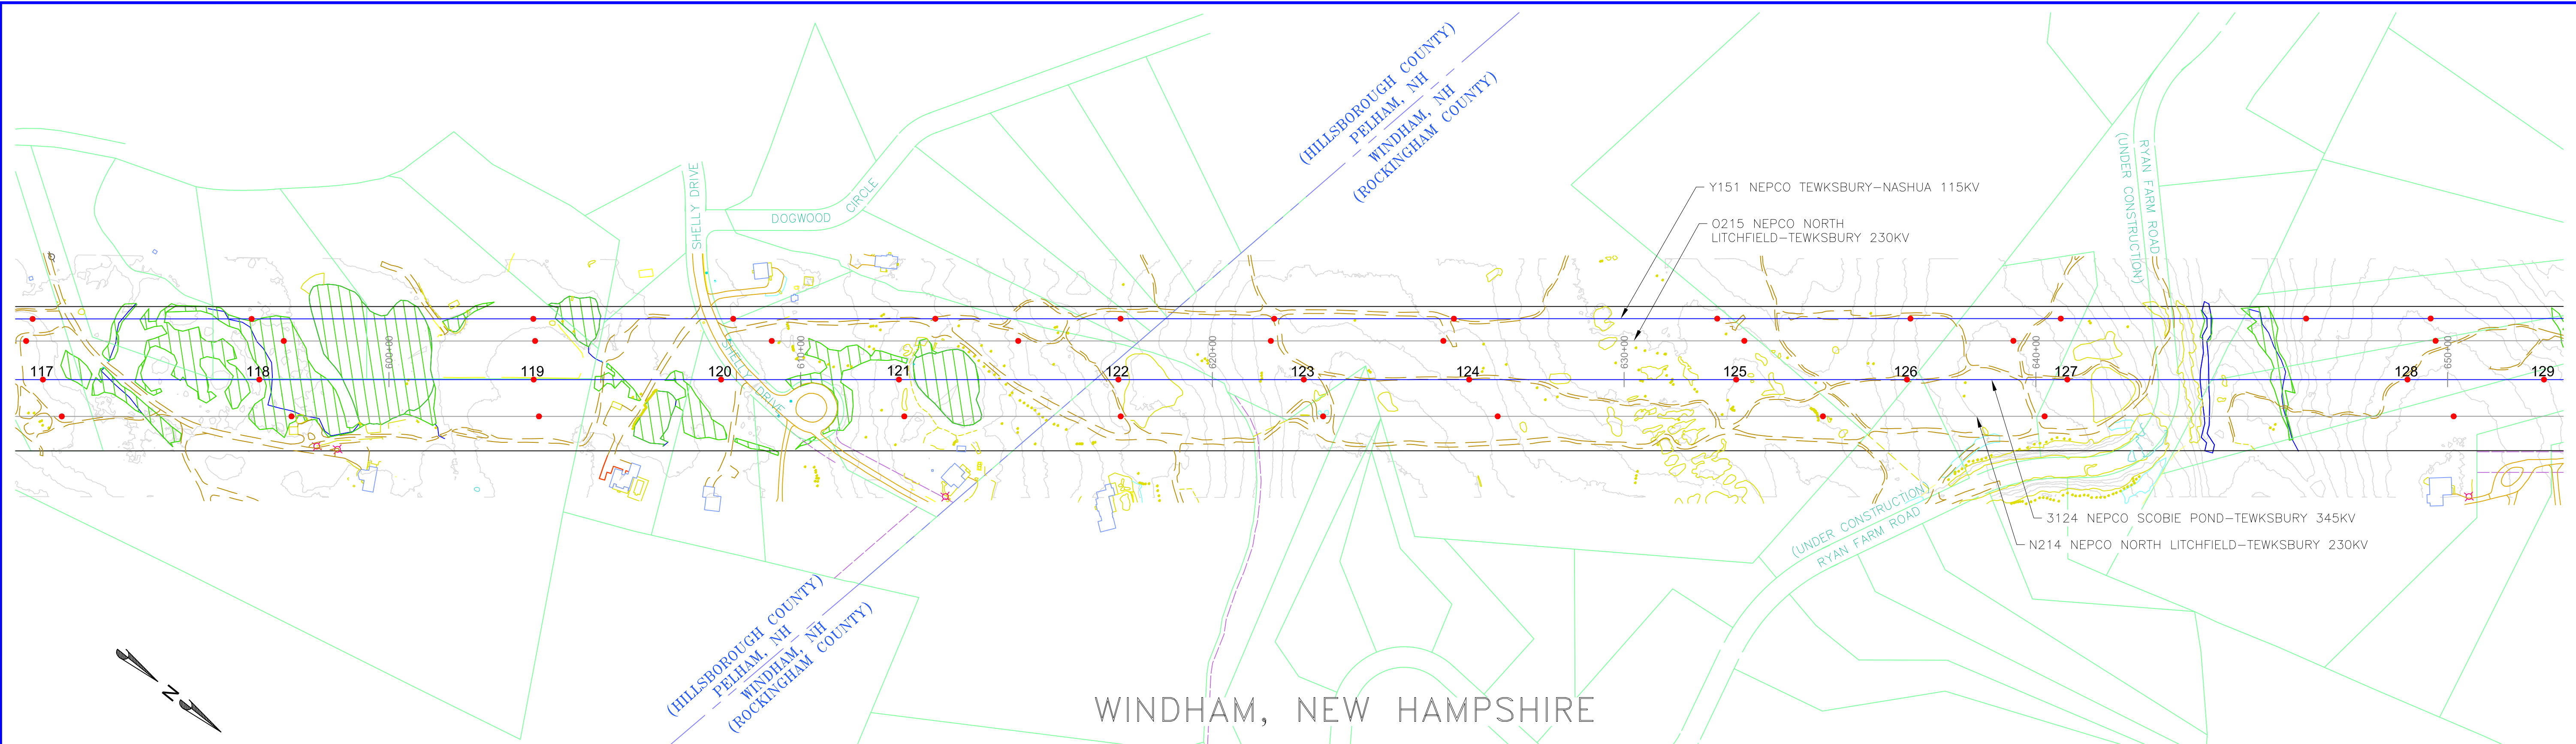 (HILLSBOROUGH COUNTY)
PELHAM, NH
WINDHAM, NH
(ROCKINGHAM COUNTY)
SHELLY DRIVE
DOGWOOD CIRCLE
Y151 NEPCO TEWKSBURY-NASHUA 115KV
O215 NEPCO NORTH
LITCHFIELD-TEWKSBURY 230KV
RYAN FARM ROAD
(UNDER CONSTRUCTION)
600+00
610+00
620+00
630+00
640+00
650+00
117
118
119
120
121
122
123
124
125
126
127
128
129
SHELLY DRIVE
(UNDER CONSTRUCTION)
RYAN FARM ROAD
3124 NEPCO SCOBIE POND-TEWKSBURY 345KV
N214 NEPCO NORTH LITCHFIELD-TEWKSBURY 230KV
(HILLSBOROUGH COUNTY)
PELHAM, NH
WINDHAM, NH
(ROCKINGHAM COUNTY)
N
WINDHAM, NEW HAMPSHIRE